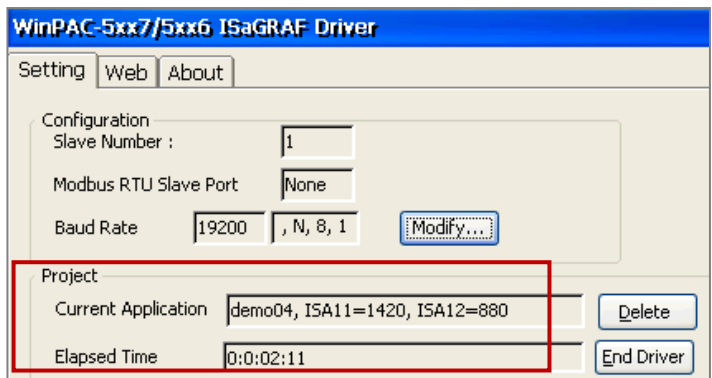 WinPAC-5xx7/5xx6 ISaGRAF Driver
Setting Web About
Configuration
Slave Number : 1
Modbus RTU Slave Port None
Baud Rate 19200 , N, 8, 1 Modify...
Project
Current Application demo04, ISA11=1420, ISA12=880 Delete
Elapsed Time 0:0:02:11 End Driver